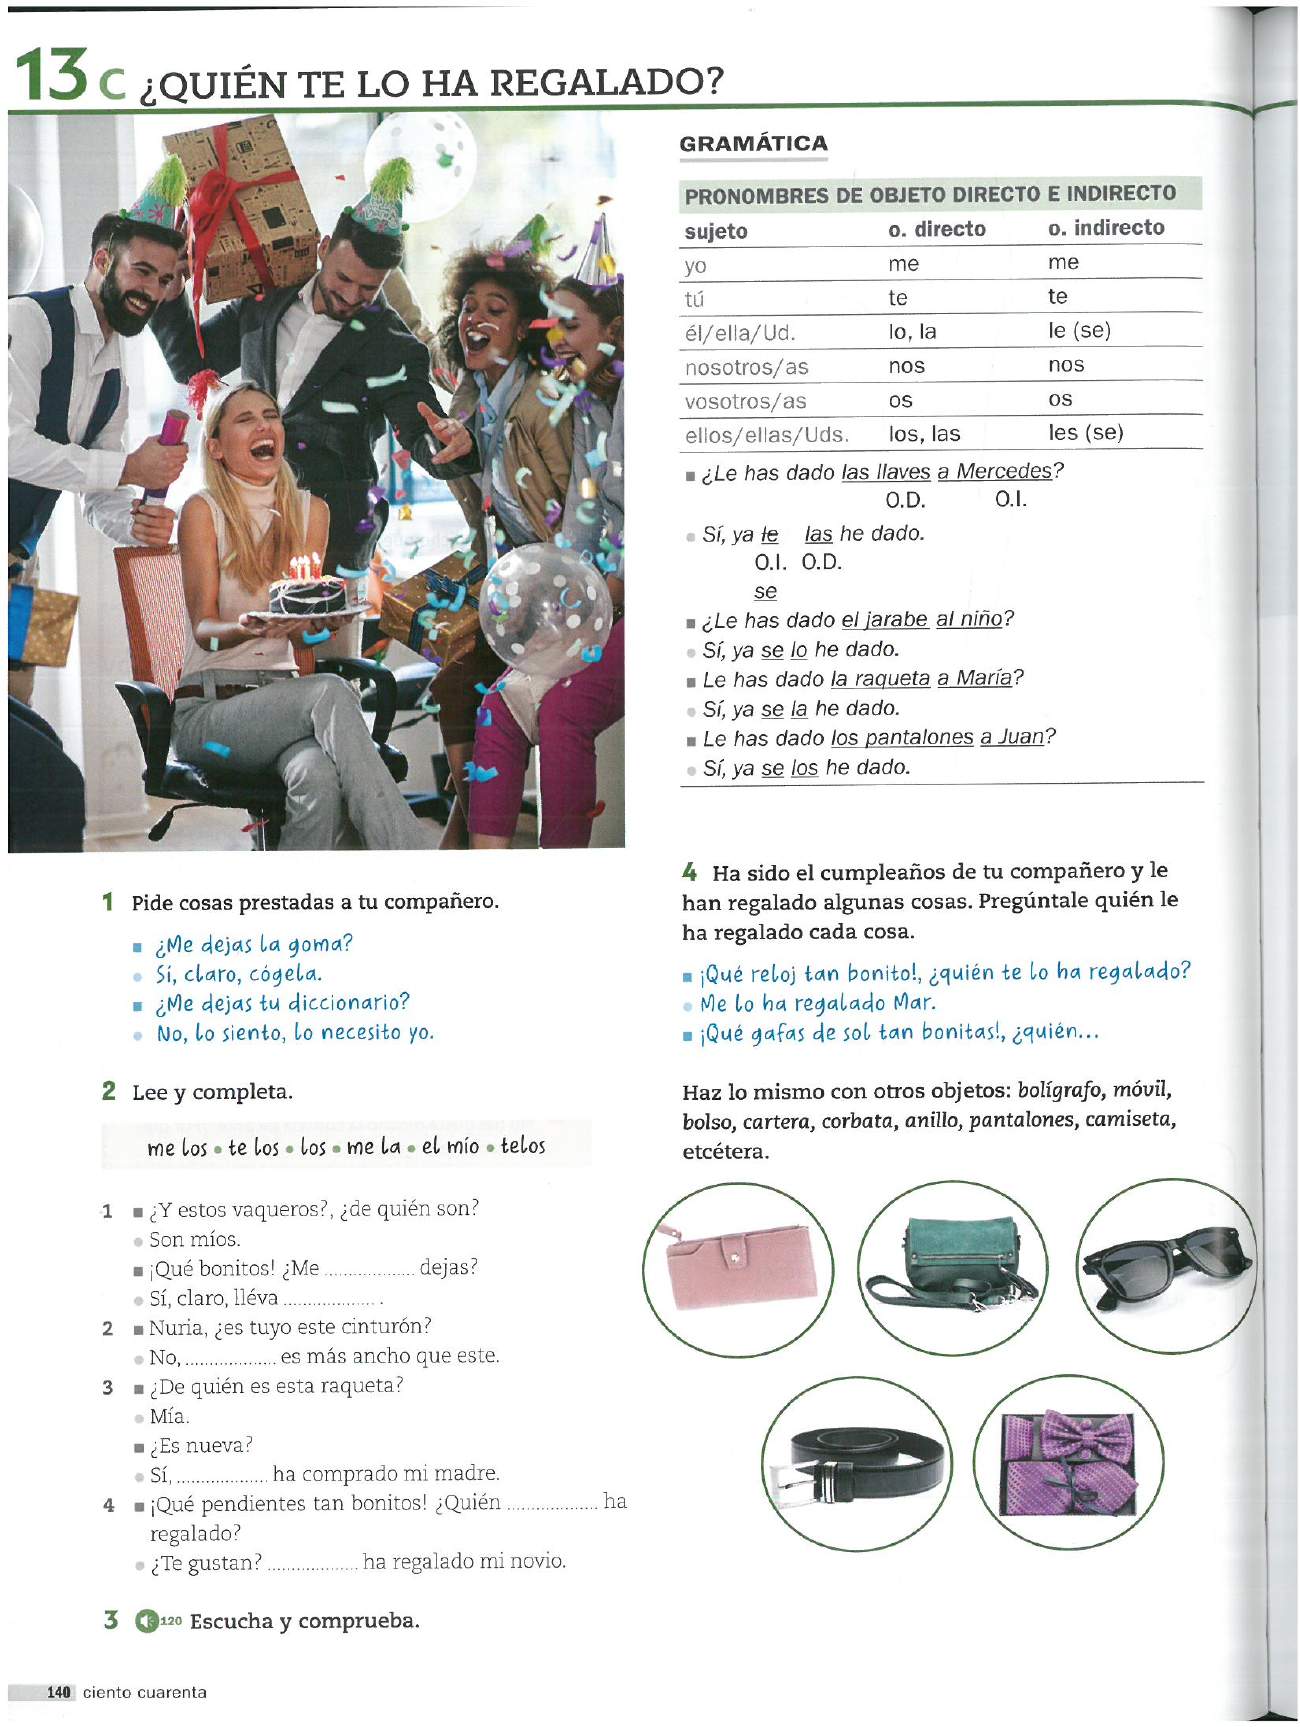 13 C ¿QUIÉN TE LO HA REGALADO?
GRAMÁTICA
PRONOMBRES DE OBJETO DIRECTO E INDIRECTO
sujeto o. directo o. indirecto
yo me me
tú te te
él/ella/Ud. lo, la le (se)
nosotros/as nos nos
vosotros/as os os
ellos/ellas/Uds. los, las les (se)
¿Le has dado las llaves a Mercedes?
O.D. O.I.
Sí, ya le las he dado.
O.I. O.D.
se
¿Le has dado el jarabe al niño?
Sí, ya se lo he dado.
Le has dado la raqueta a María?
Sí, ya se la he dado.
Le has dado los pantalones a Juan?
Sí, ya se los he dado.
1 Pide cosas prestadas a tu compañero.
¿Me dejas la goma?
Sí, claro, cógela.
¿Me dejas tu diccionario?
No, lo siento, lo necesito yo.
2 Lee y completa.
me los • te los • los • me la • el mío • telos
1 ¿Y estos vaqueros?, ¿de quién son?
Son míos.
¡Qué bonitos! ¿Me ................... dejas?
Sí, claro, lléva ................... .
2 Nuria, ¿es tuyo este cinturón?
No, ................... es más ancho que este.
3 ¿De quién es esta raqueta?
Mía.
¿Es nueva?
Sí, ................... ha comprado mi madre.
4 ¡Qué pendientes tan bonitos! ¿Quién ................... ha
regalado?
¿Te gustan? ................... ha regalado mi novio.
3 120 Escucha y comprueba.
4 Ha sido el cumpleaños de tu compañero y le
han regalado algunas cosas. Pregúntale quién le
ha regalado cada cosa.
¡Qué reloj tan bonito!, ¿quién te lo ha regalado?
Me lo ha regalado Mar.
¡Qué gafas de sol tan bonitas!, ¿quién...
Haz lo mismo con otros objetos: bolígrafo, móvil,
bolso, cartera, corbata, anillo, pantalones, camiseta,
etcétera.
140 ciento cuarenta